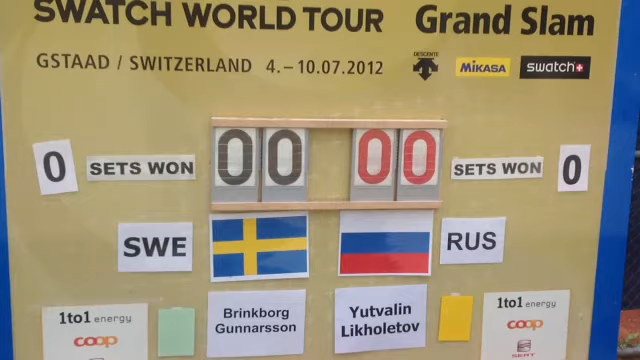 SWATCH WORLD TOUR
Grand Slam
GSTAAD / SWITZERLAND 4.–10.07.2012
DESCENTE
MIKASA
swatch
00 00
0 SETS WON
SETS WON 0
SWE
RUS
Brinkborg
Gunnarsson
Yutvalin
Likholetov
1to1 energy
coop
1to1 energy
coop
SEAT